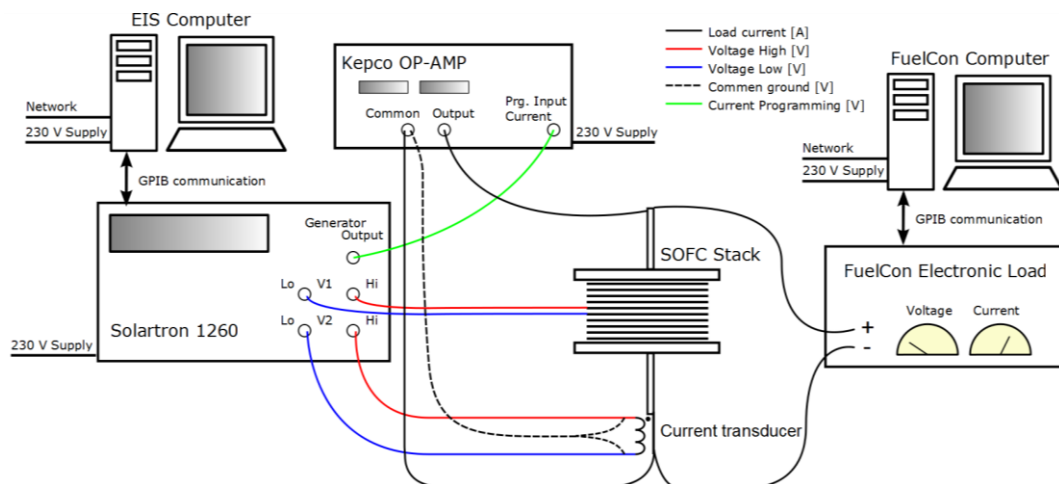 EIS Computer
Network
230 V Supply
GPIB communication
Kepco OP-AMP
Common
Output
Prg. Input
Current
230 V Supply
Load current [A]
Voltage High [V]
Voltage Low [V]
Commen ground [V]
Current Programming [V]
FuelCon Computer
Network
230 V Supply
GPIB communication
Generator
Output
Lo V1 Hi
Lo V2 Hi
Solartron 1260
230 V Supply
SOFC Stack
FuelCon Electronic Load
Voltage Current
+
-
Current transducer